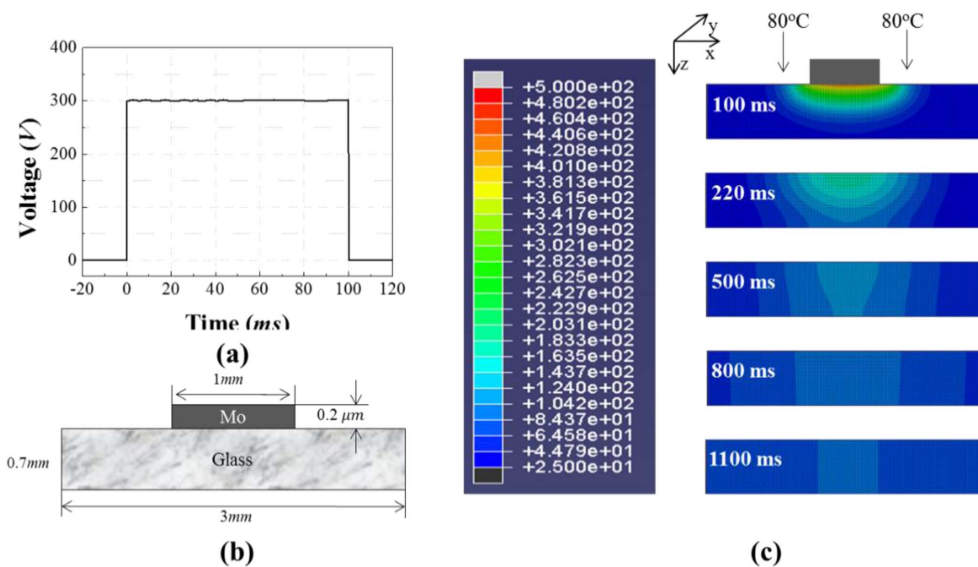 400
300
200
100
0
Voltage (V)
-20 0 20 40 60 80 100 120
Time (ms)
(a)
1mm
Mo
0.2 μm
Glass
0.7mm
3mm
(b)
+5.000e+02
+4.802e+02
+4.604e+02
+4.406e+02
+4.208e+02
+4.010e+02
+3.813e+02
+3.615e+02
+3.417e+02
+3.219e+02
+3.021e+02
+2.823e+02
+2.625e+02
+2.427e+02
+2.229e+02
+2.031e+02
+1.833e+02
+1.635e+02
+1.437e+02
+1.240e+02
+1.042e+02
+8.437e+01
+6.458e+01
+4.479e+01
+2.500e+01
y
x
z
80°C 80°C
100 ms
220 ms
500 ms
800 ms
1100 ms
(c)